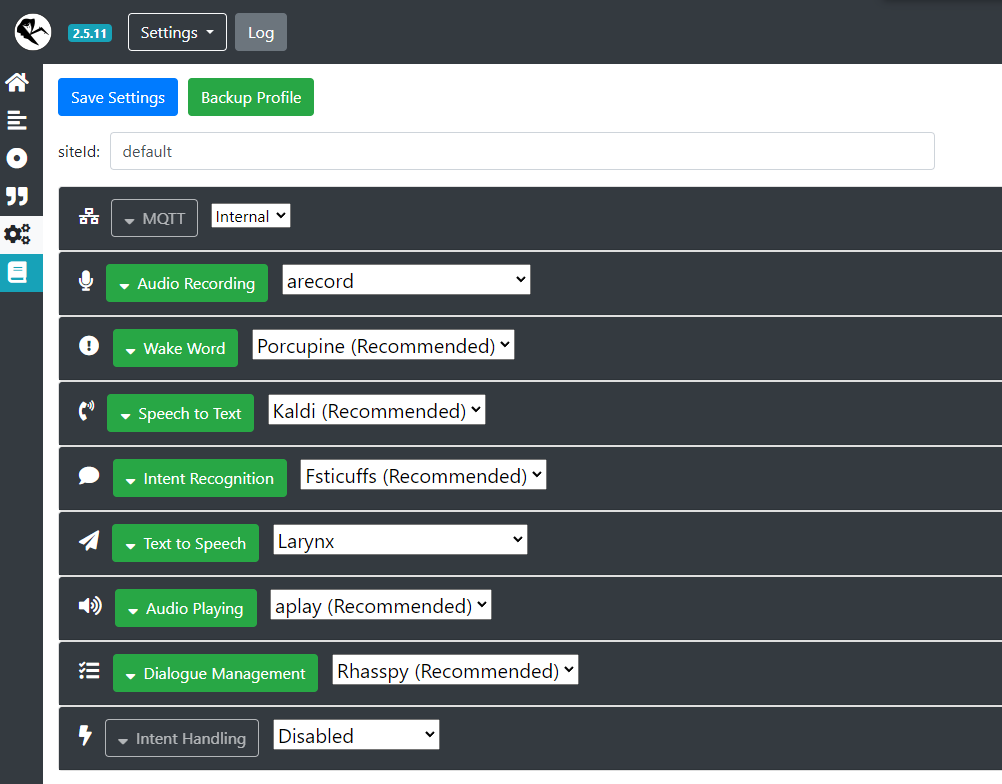 2.5.11 Settings Log
Save Settings Backup Profile
siteId: default
MQTT Internal
Audio Recording arecord
Wake Word Porcupine (Recommended)
Speech to Text Kaldi (Recommended)
Intent Recognition Fsticuffs (Recommended)
Text to Speech Larynx
Audio Playing aplay (Recommended)
Dialogue Management Rhasspy (Recommended)
Intent Handling Disabled